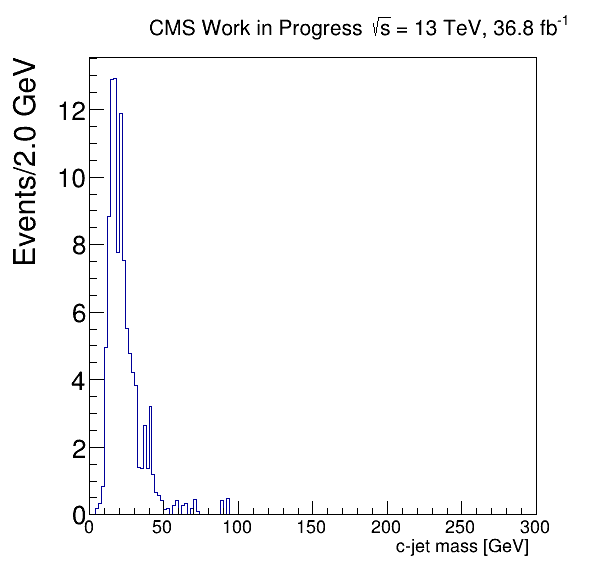 CMS Work in Progress √s = 13 TeV, 36.8 fb⁻¹
Events/2.0 GeV
12
10
8
6
4
2
0
0 50 100 150 200 250 300
c-jet mass [GeV]